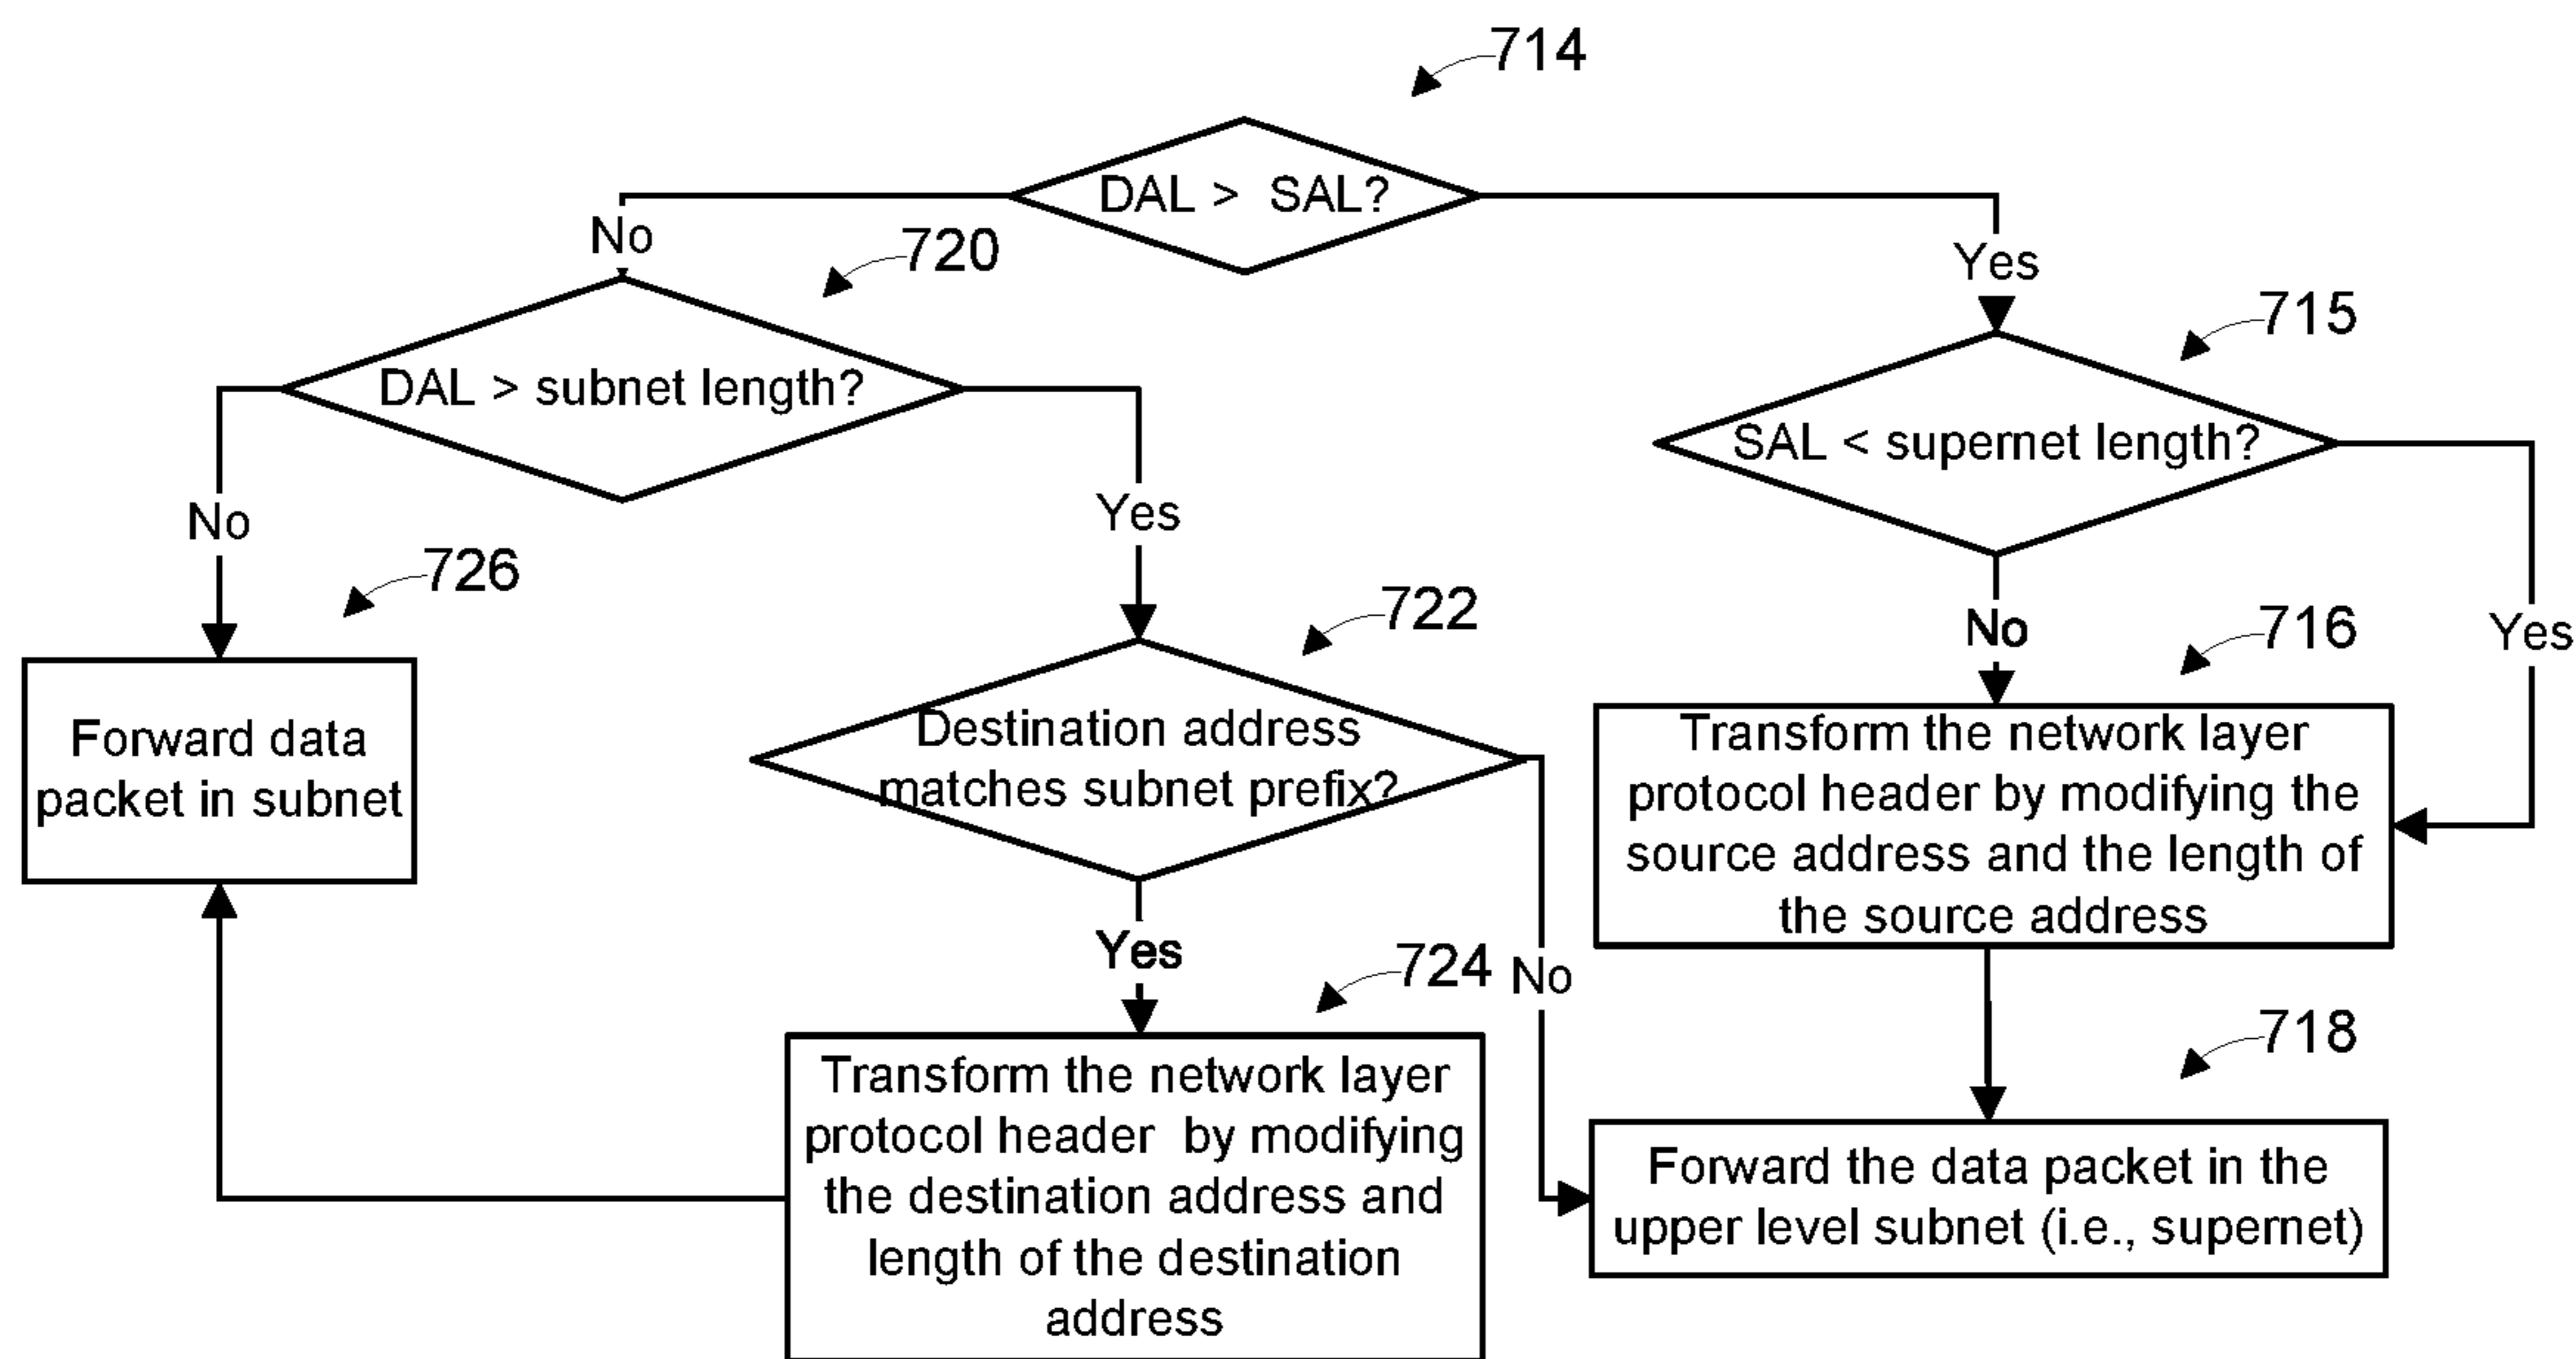 714
DAL >  SAL?
No
720
Yes
DAL > subnet length?
715
SAL < supernet length?
No
Yes
726
722
No
716
Yes
Forward data
packet in subnet
Destination address
matches subnet prefix?
Transform the network layer
protocol header by modifying the
source address and the length of
the source address
Yes
724
No
718
Transform the network layer
protocol header  by modifying
the destination address and
length of the destination
address
Forward the data packet in the
upper level subnet (i.e., supernet)